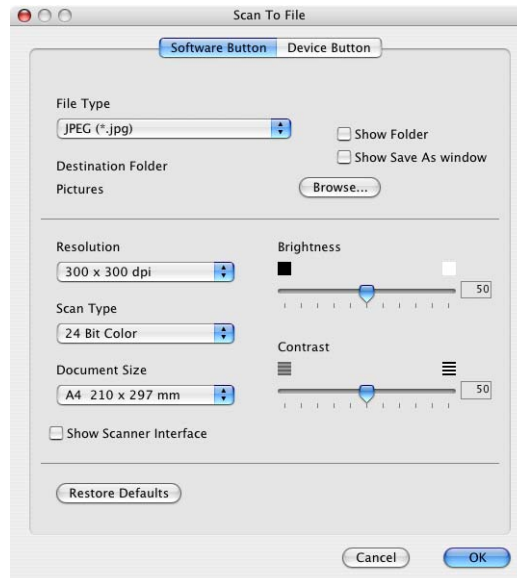 Scan To File
Software Button Device Button
File Type
JPEG (*.jpg)
Show Folder
Show Save As window
Destination Folder
Pictures
Browse...
Resolution
300 x 300 dpi
Scan Type
24 Bit Color
Document Size
A4 210 x 297 mm
Show Scanner Interface
Brightness
50
Contrast
50
Restore Defaults
Cancel OK